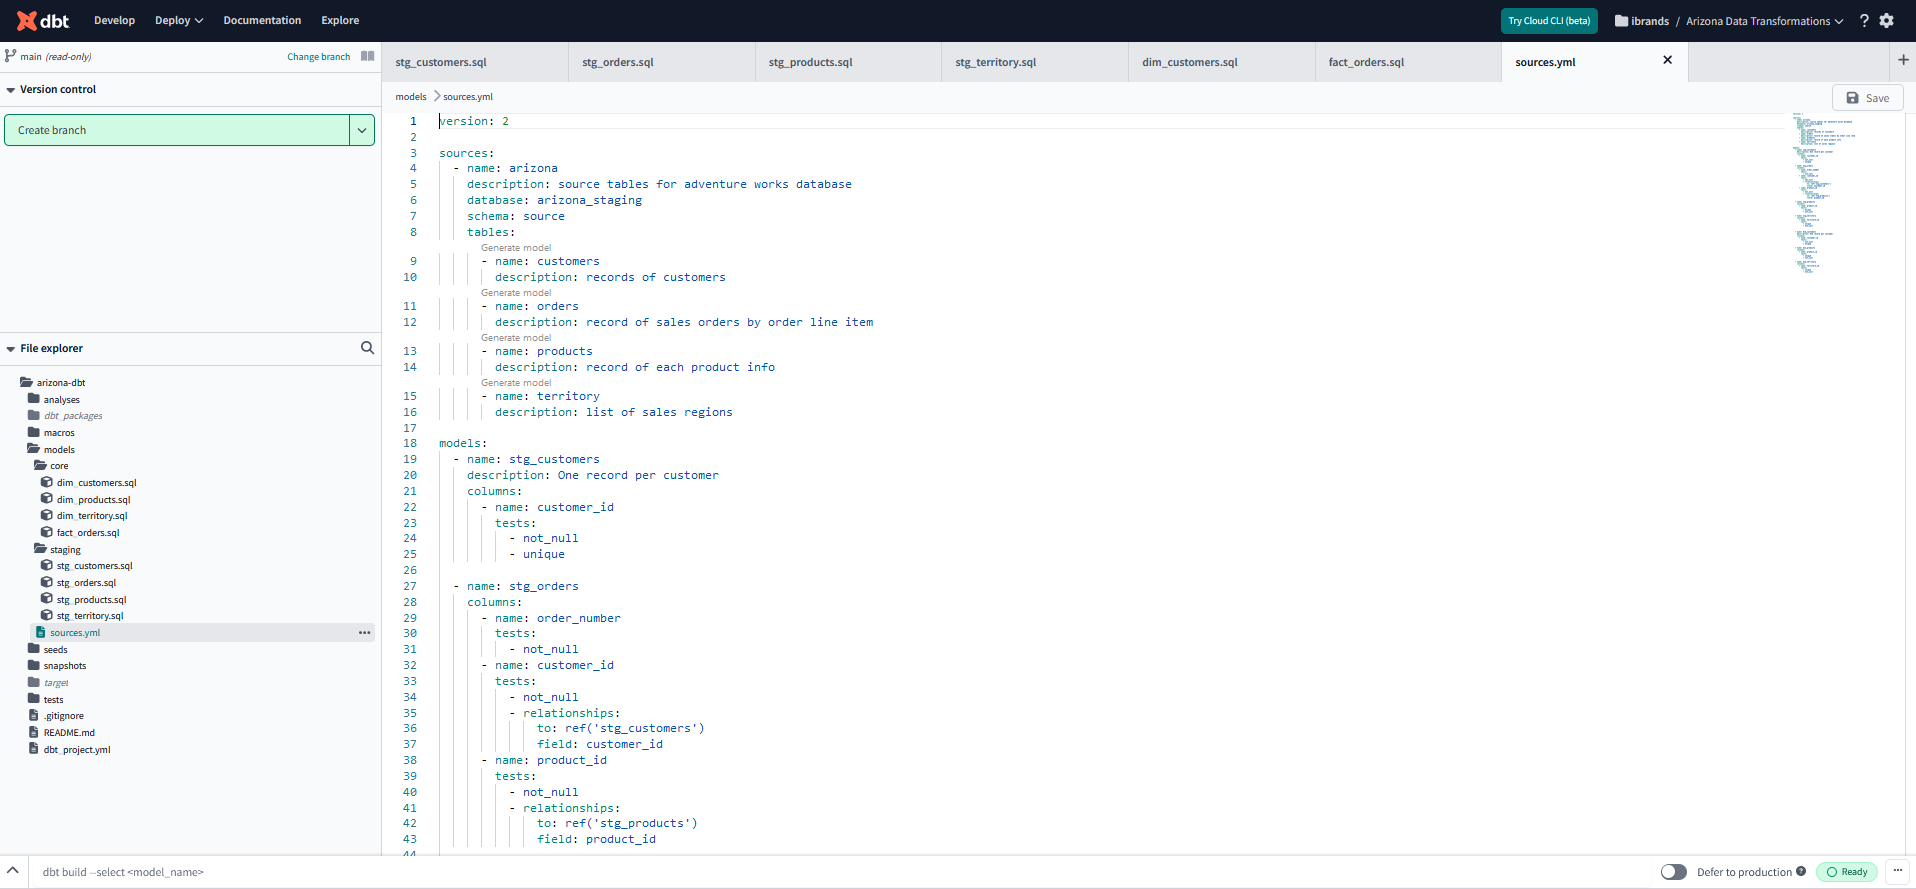 dbt Develop Deploy Documentation Explore Try Cloud CLI (beta) ibrands / Arizona Data Transformations ?
main (read-only) Change branch
Version control
Create branch
File explorer
arizona-dbt
analyses
dbt_packages
macros
models
core
dim_customers.sql
dim_products.sql
dim_territory.sql
fact_orders.sql
staging
stg_customers.sql
stg_orders.sql
stg_products.sql
stg_territory.sql
sources.yml
seeds
snapshots
target
tests
.gitignore
README.md
dbt_project.yml
stg_customers.sql stg_orders.sql stg_products.sql stg_territory.sql dim_customers.sql fact_orders.sql sources.yml
models > sources.yml Save
1 version: 2
2
3 sources:
4 - name: arizona
5 description: source tables for adventure works database
6 database: arizona_staging
7 schema: source
8 tables:
Generate model
9 - name: customers
10 description: records of customers
Generate model
11 - name: orders
12 description: record of sales orders by order line item
Generate model
13 - name: products
14 description: record of each product info
Generate model
15 - name: territory
16 description: list of sales regions
17
18 models:
19 - name: stg_customers
20 description: One record per customer
21 columns:
22 - name: customer_id
23 tests:
24 - not_null
25 - unique
26
27 - name: stg_orders
28 columns:
29 - name: order_number
30 tests:
31 - not_null
32 - name: customer_id
33 tests:
34 - not_null
35 - relationships:
36 to: ref('stg_customers')
37 field: customer_id
38 - name: product_id
39 tests:
40 - not_null
41 - relationships:
42 to: ref('stg_products')
43 field: product_id
44
dbt build --select <model_name> Defer to production ? Ready